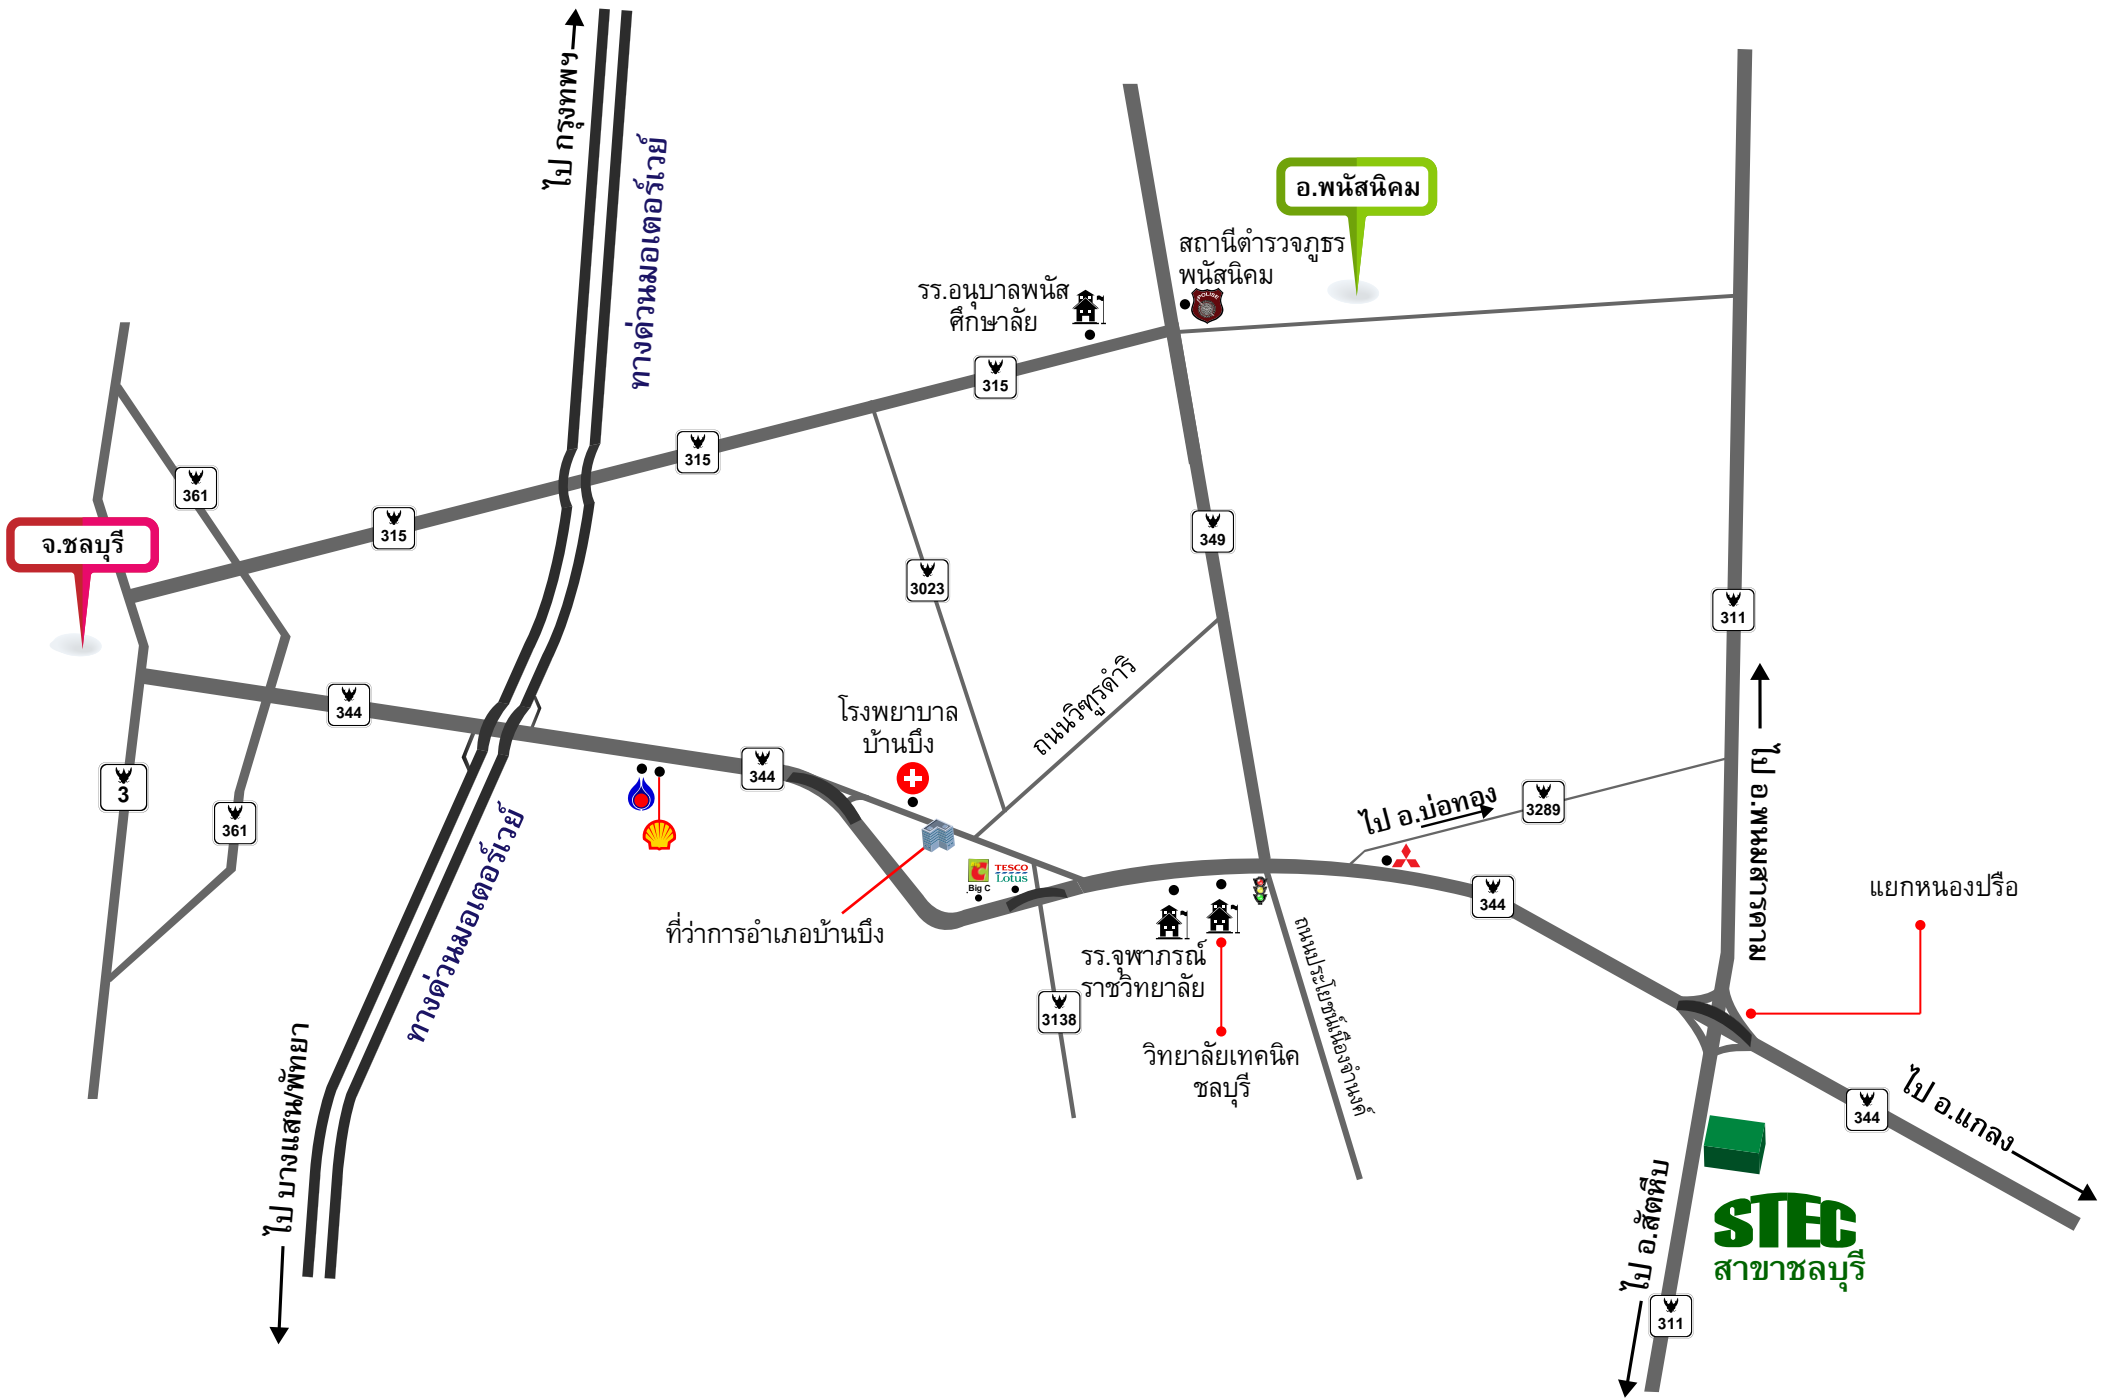 ไป กรุงทพฯ
ทางด่วนมอเตอร์เวย์
อ.พนัสนิคม
สถานีตำรวจภูธร
พนัสนิคม
POLISE
รร.อนุบาลพนัส
ศึกษาลัย
315
315
361
315
จ.ชลบุรี
349
3023
311
ถนนวิฑูรดำริ
344
โรงพยาบาล
บ้านบึง
344
3
361
ไป อ.บ่อทอง
3289
ไป อ.พนมสารคาม
ทางด่วนมอเตอร์เวย์
Big C
TESCO
Lotus
344
แยกหนองปรือ
ที่ว่าการอำเภอบ้านบึง
รร.จุฬาภรณ์
ราชวิทยาลัย
3138
ถนนประโยชน์เนืองจำนงค์
วิทยาลัยเทคนิค
ชลบุรี
ไป บางแสน/พัทยา
344
ไป อ.แกลง
ไป อ.สัตหีบ
STEC
สาขาชลบุรี
311